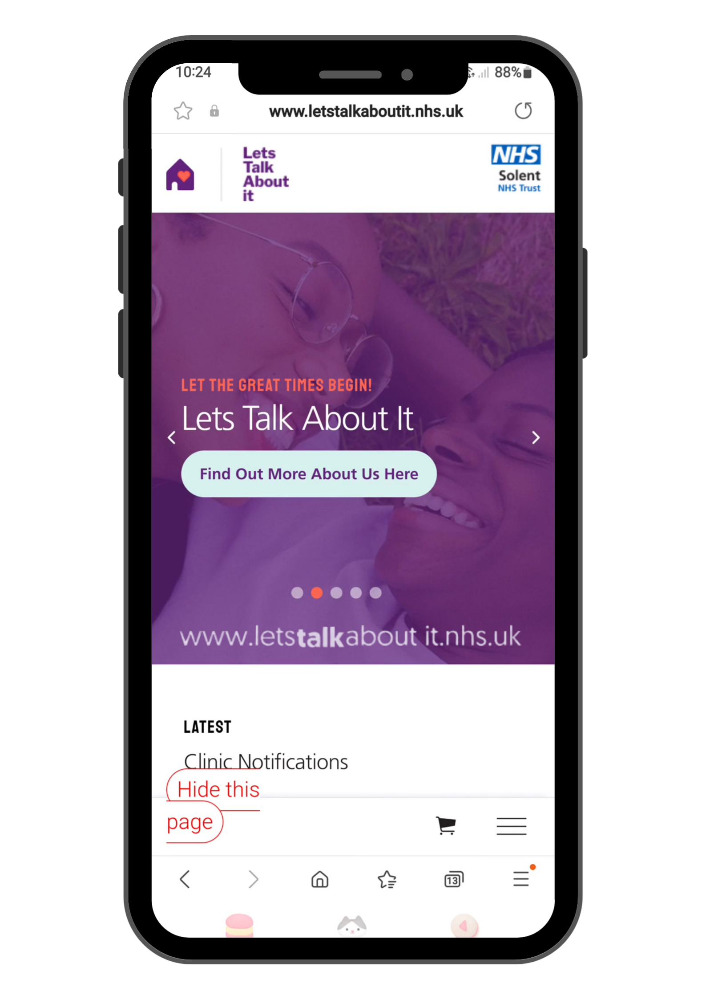 10:24
88%
www.letstalkaboutit.nhs.uk
Lets
Talk
About
it
NHS
Solent
NHS Trust
LET THE GREAT TIMES BEGIN!
Lets Talk About It
Find Out More About Us Here
www.letstalkabout it.nhs.uk
LATEST
Clinic Notifications
Hide this
page
13